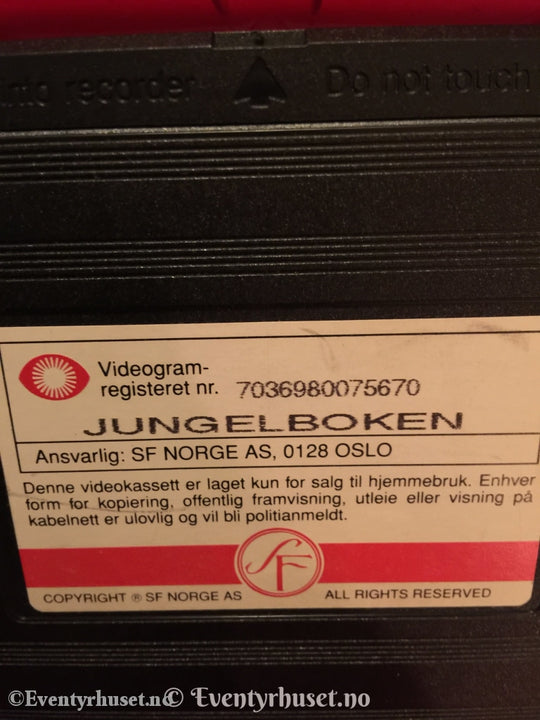 into recorder Do not touch
Videogram-
registeret nr. 7036980075670
JUNGELBOKEN
Ansvarlig: SF NORGE AS, 0128 OSLO
Denne videokassett er laget kun for salg til hjemmebruk. Enhver
form for kopiering, offentlig framvisning, utleie eller visning på
kabelnett er ulovlig og vil bli politianmeldt.
SF
COPYRIGHT ® SF NORGE AS ALL RIGHTS RESERVED
©Eventyrhuset.no © Eventyrhuset.no